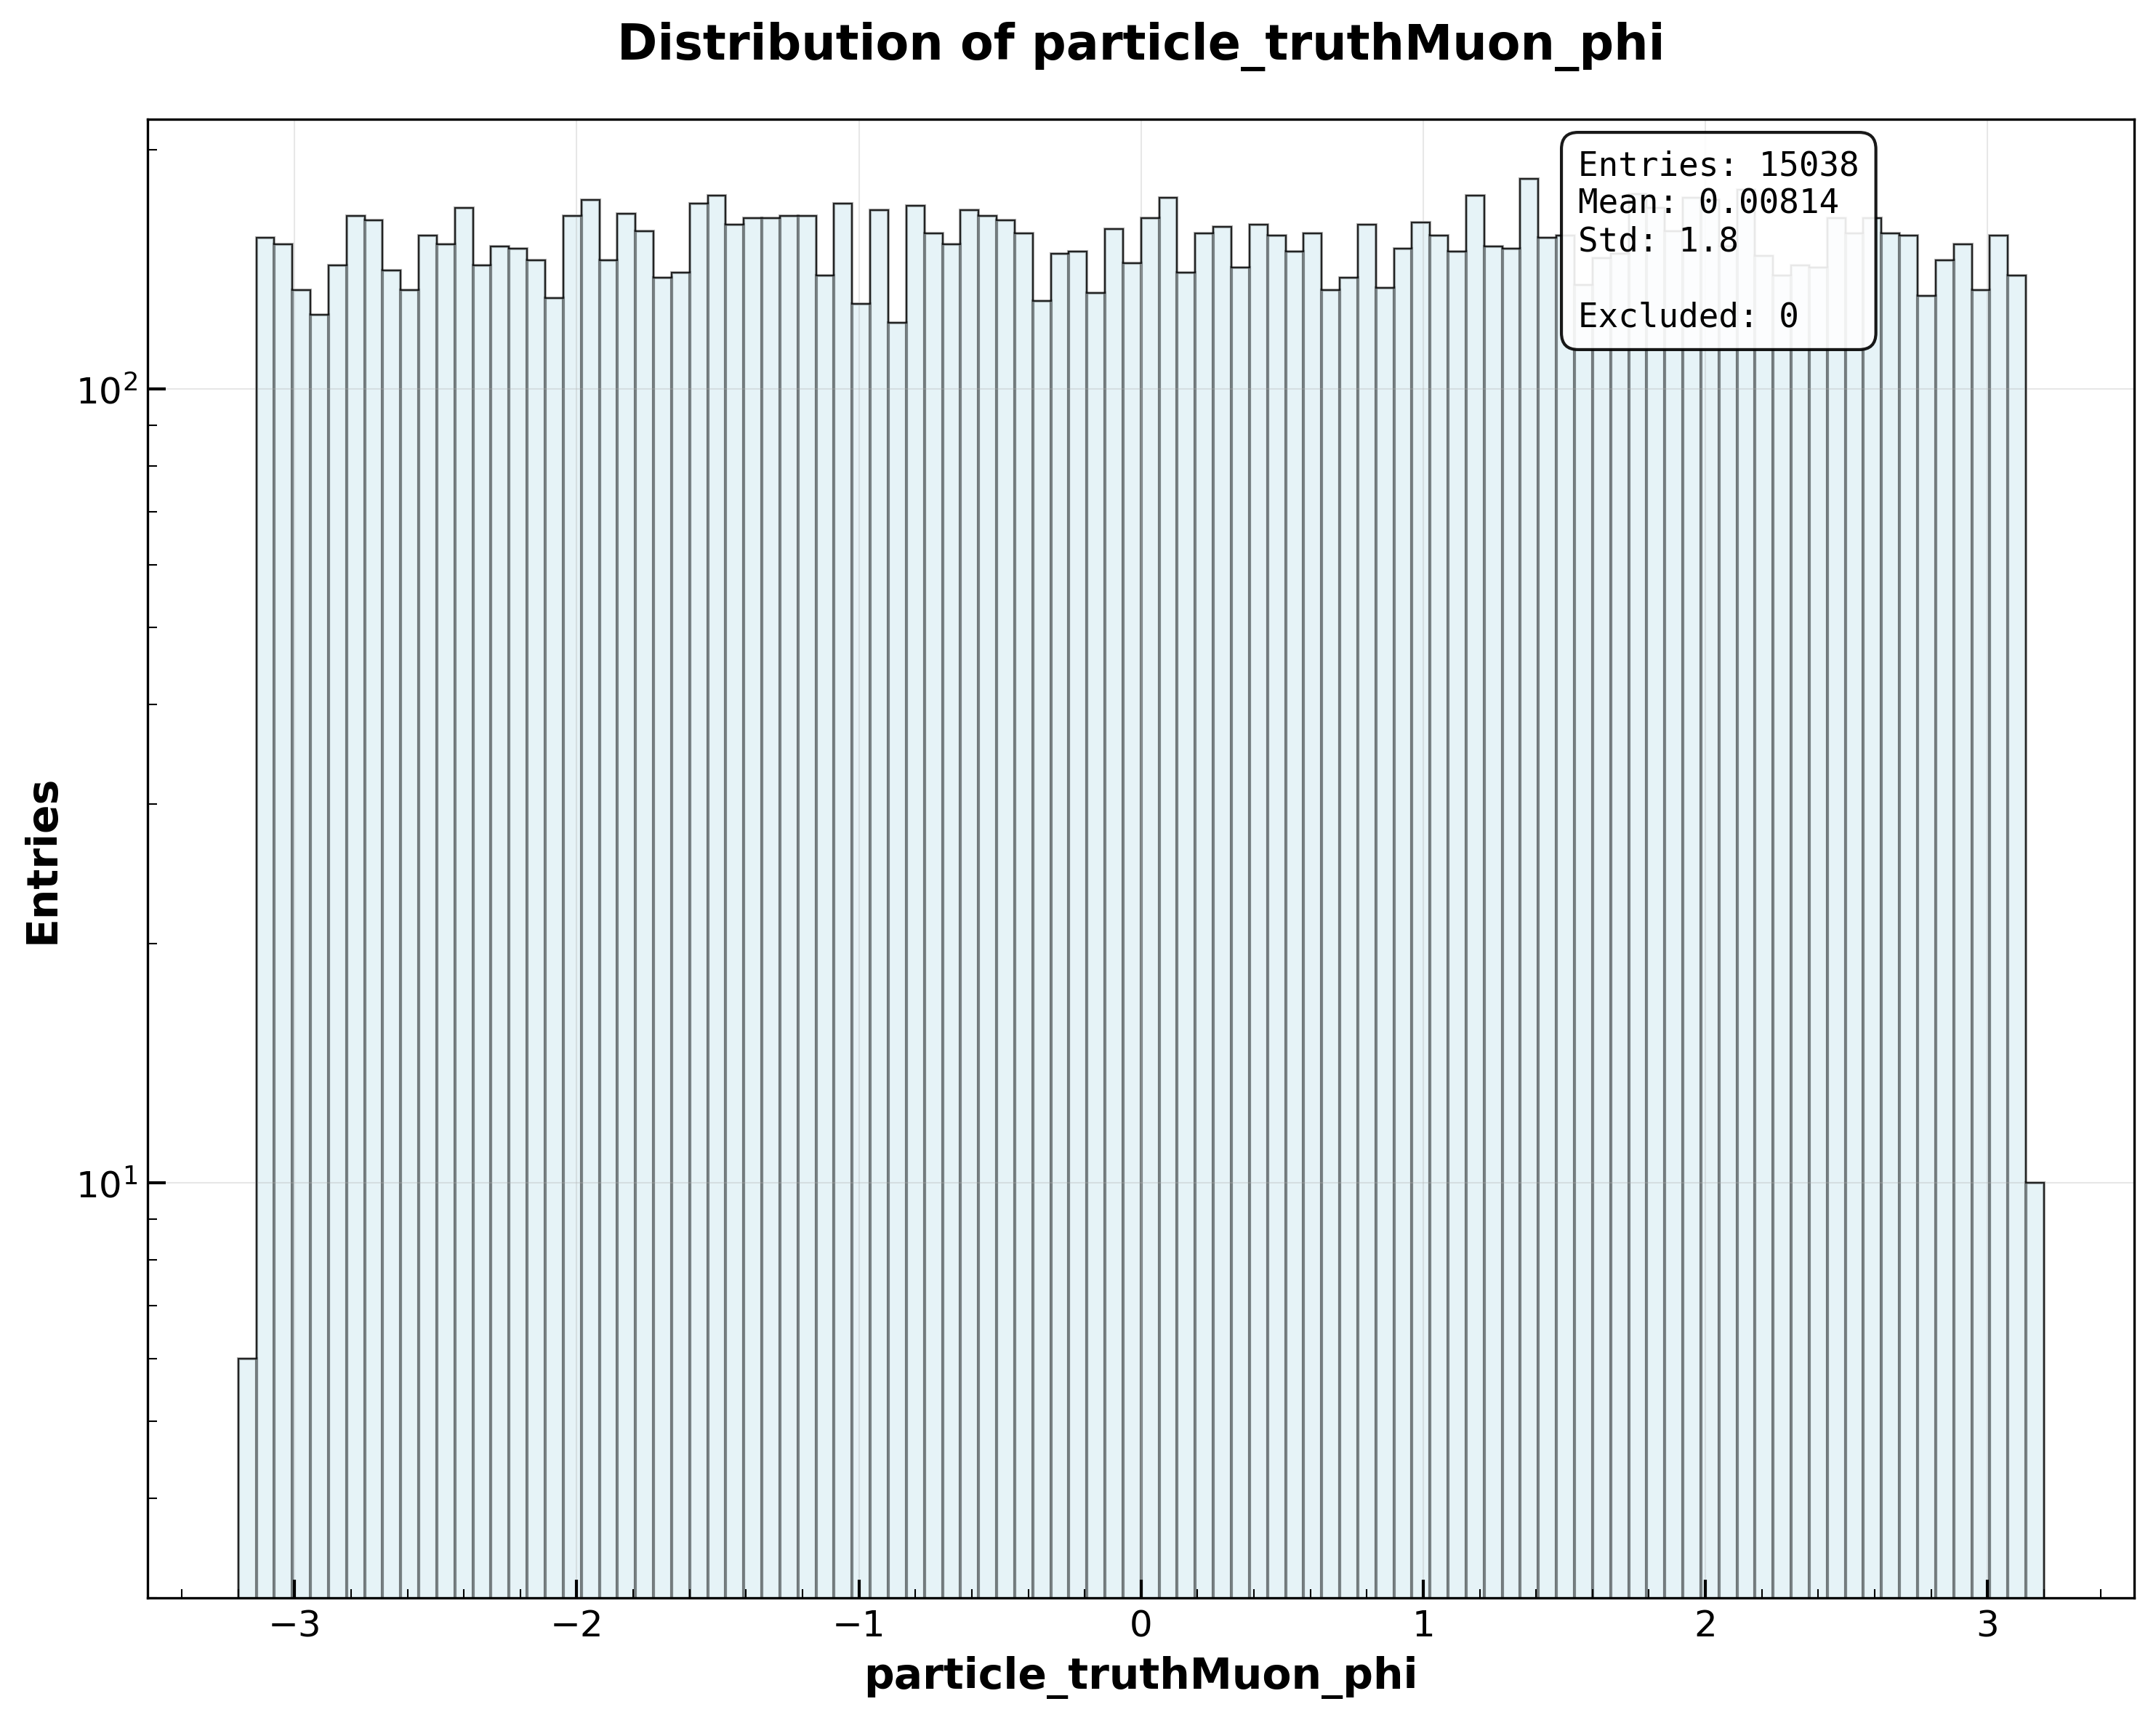 Distribution of particle_truthMuon_phi
Entries: 15038
Mean: 0.00814
Std: 1.8
Excluded: 0
10²
10¹
Entries
−3 −2 −1 0 1 2 3
particle_truthMuon_phi